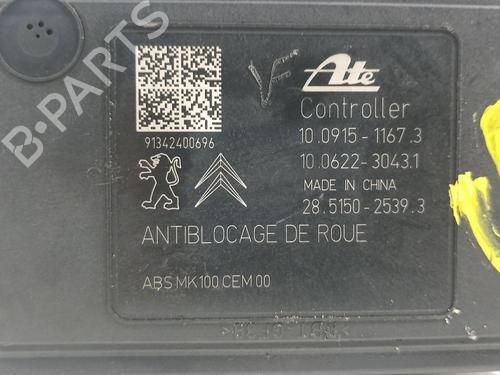 B-PARTS
Ate
Controller
91342400696
10.0915-1167.3
10.0622-3043.1
MADE IN CHINA
28.5150-2539.3
ANTIBLOCAGE DE ROUE
ABS MK100 CEM 00